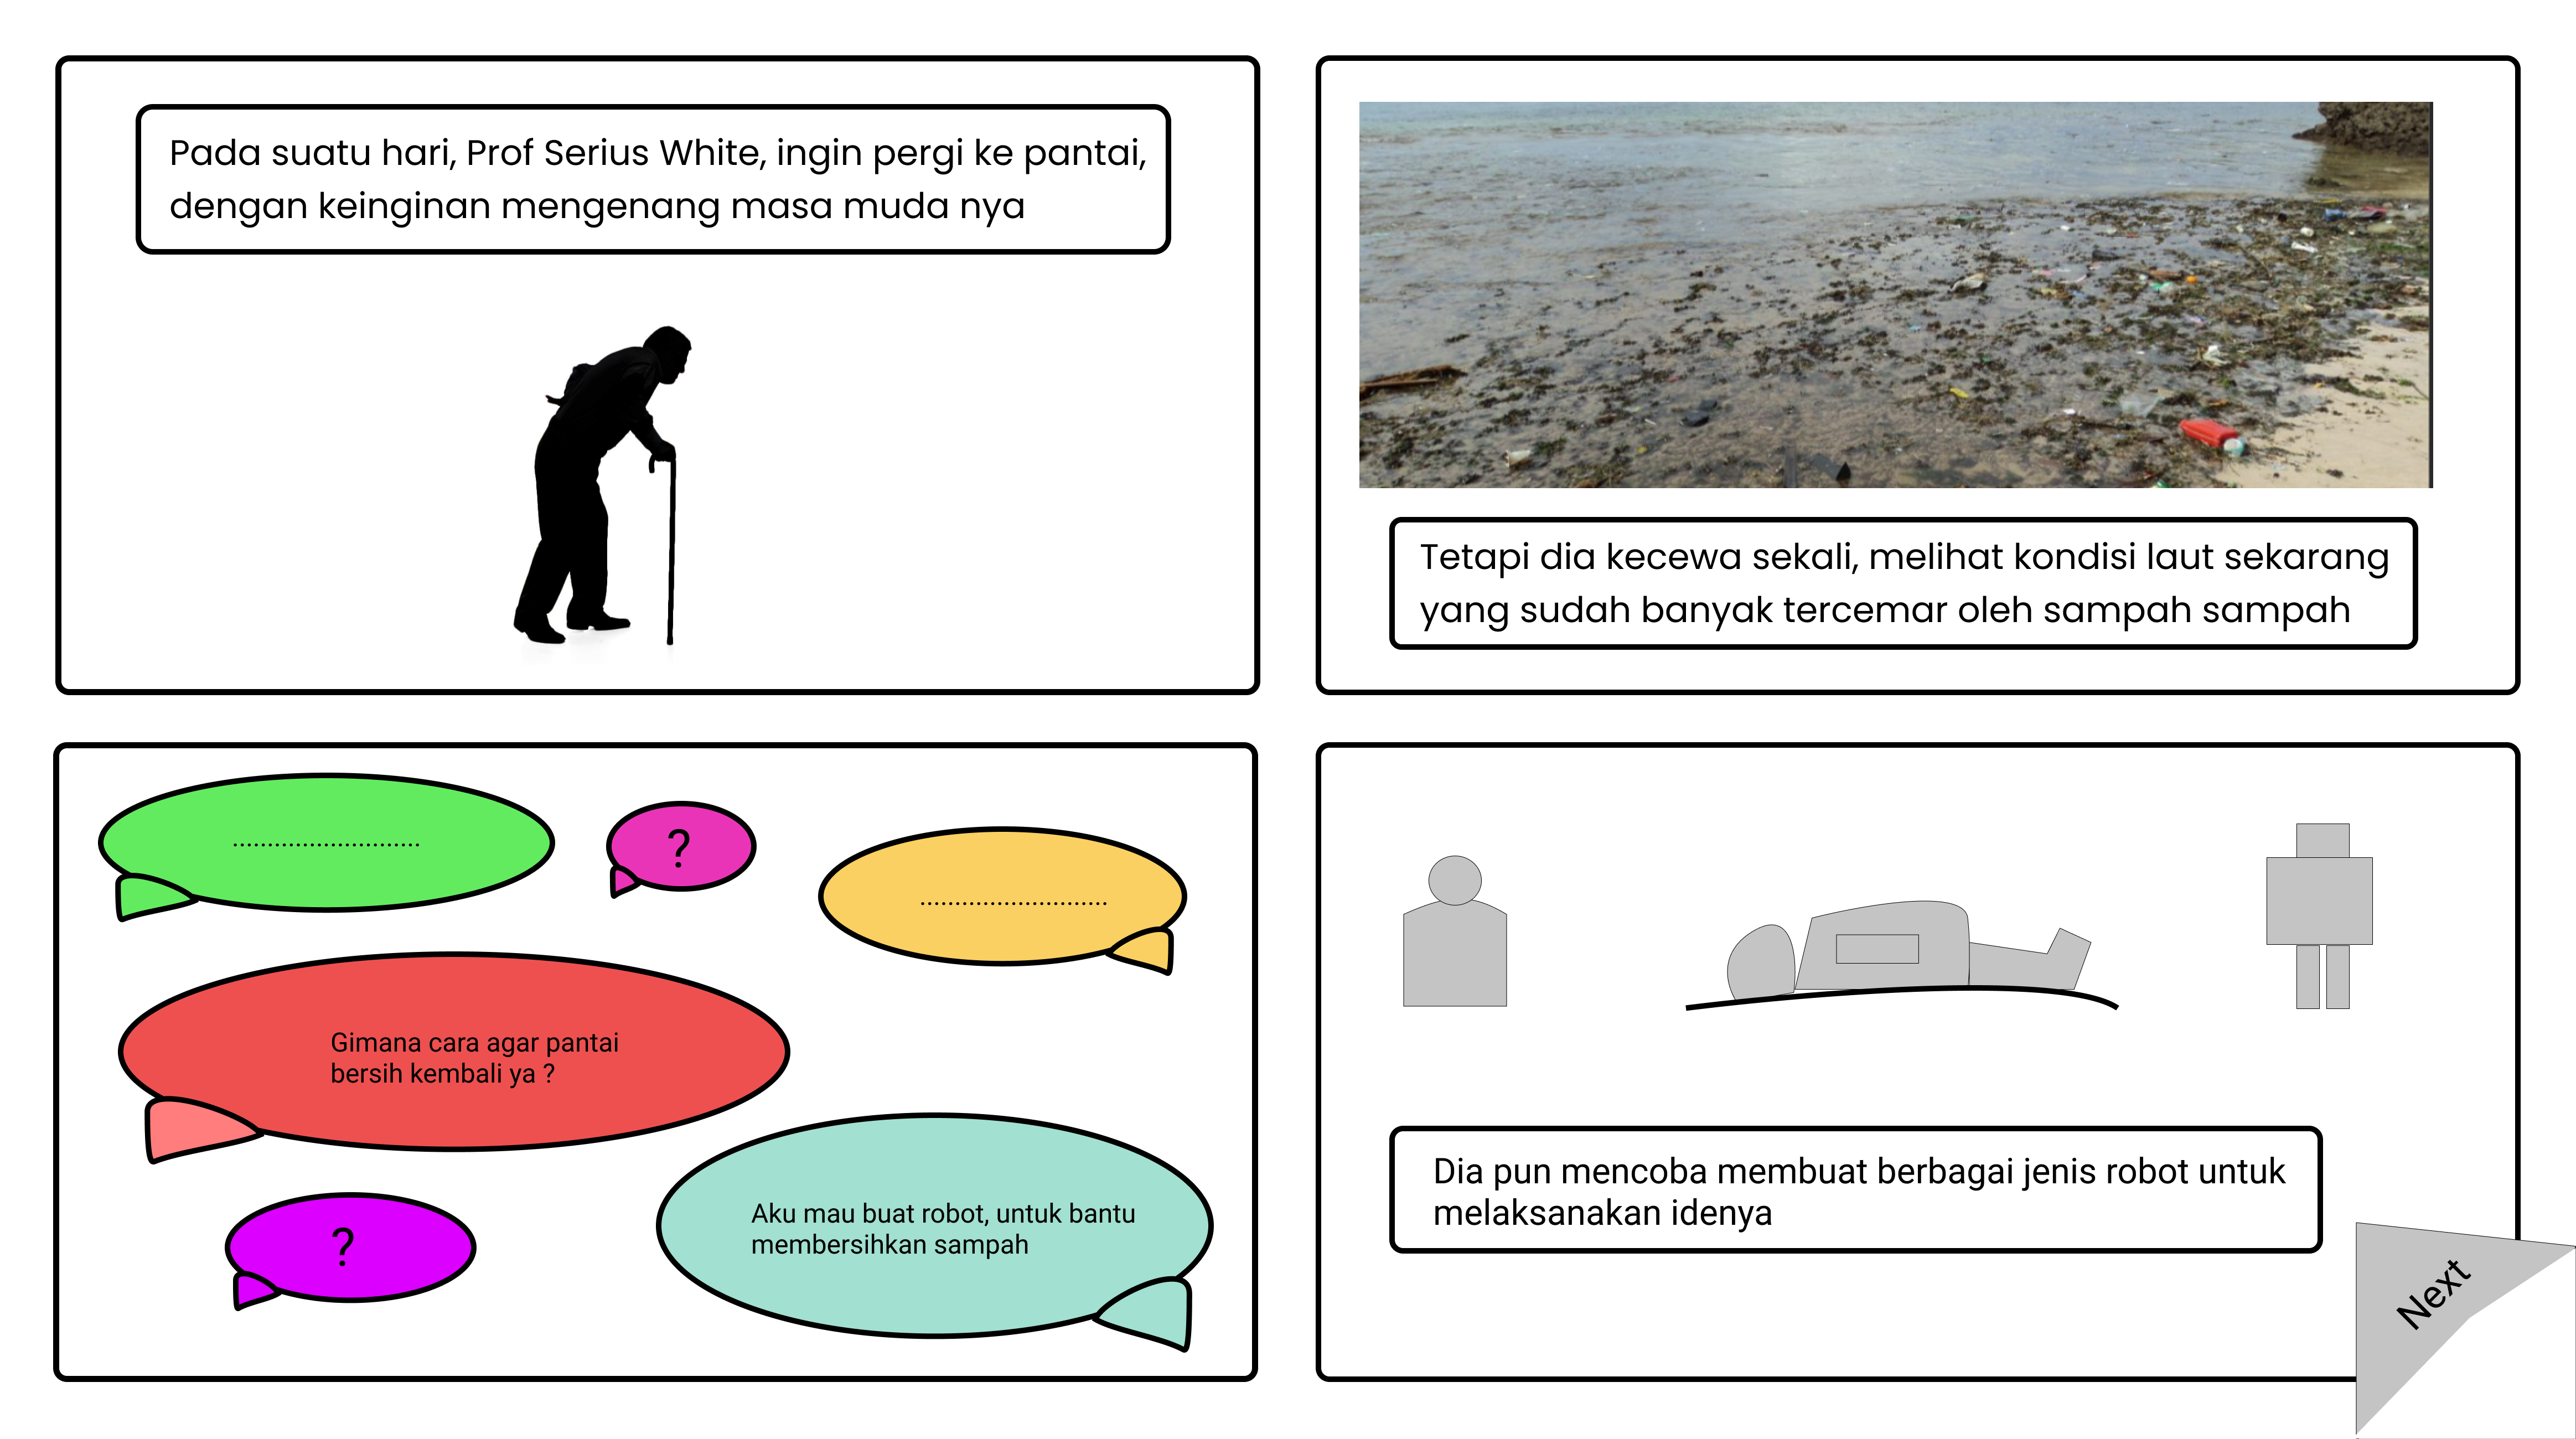 Pada suatu hari, Prof Serius White, ingin pergi ke pantai,
dengan keinginan mengenang masa muda nya
Tetapi dia kecewa sekali, melihat kondisi laut sekarang
yang sudah banyak tercemar oleh sampah sampah
...........................
?
...........................
Gimana cara agar pantai
bersih kembali ya ?
?
Aku mau buat robot, untuk bantu
membersihkan sampah
Dia pun mencoba membuat berbagai jenis robot untuk
melaksanakan idenya
Next